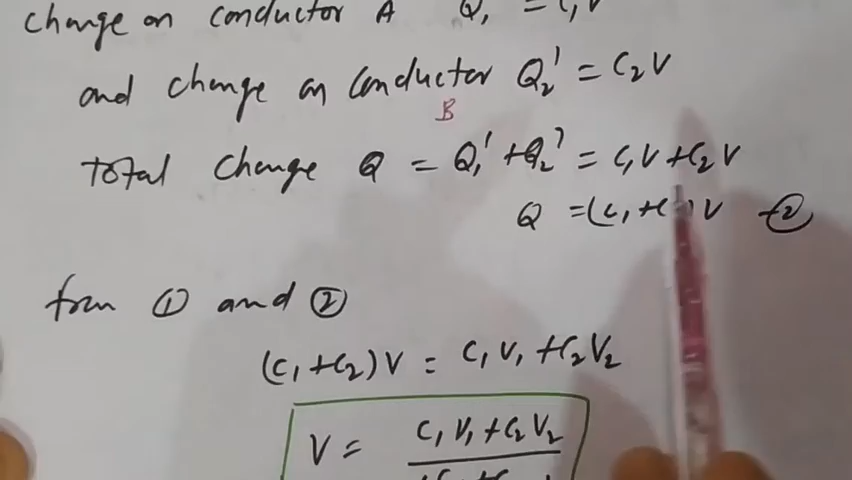 change on conductor A Q₁' = C₁V
and change on conductor Q₂' = C₂V
B
Total change Q = Q₁' + Q₂' = C₁V + C₂V
Q = (C₁ + C ) V -②
from ① and ②
(C₁ + C₂) V = C₁V₁ + C₂V₂
V = C₁V₁ + C₂V₂